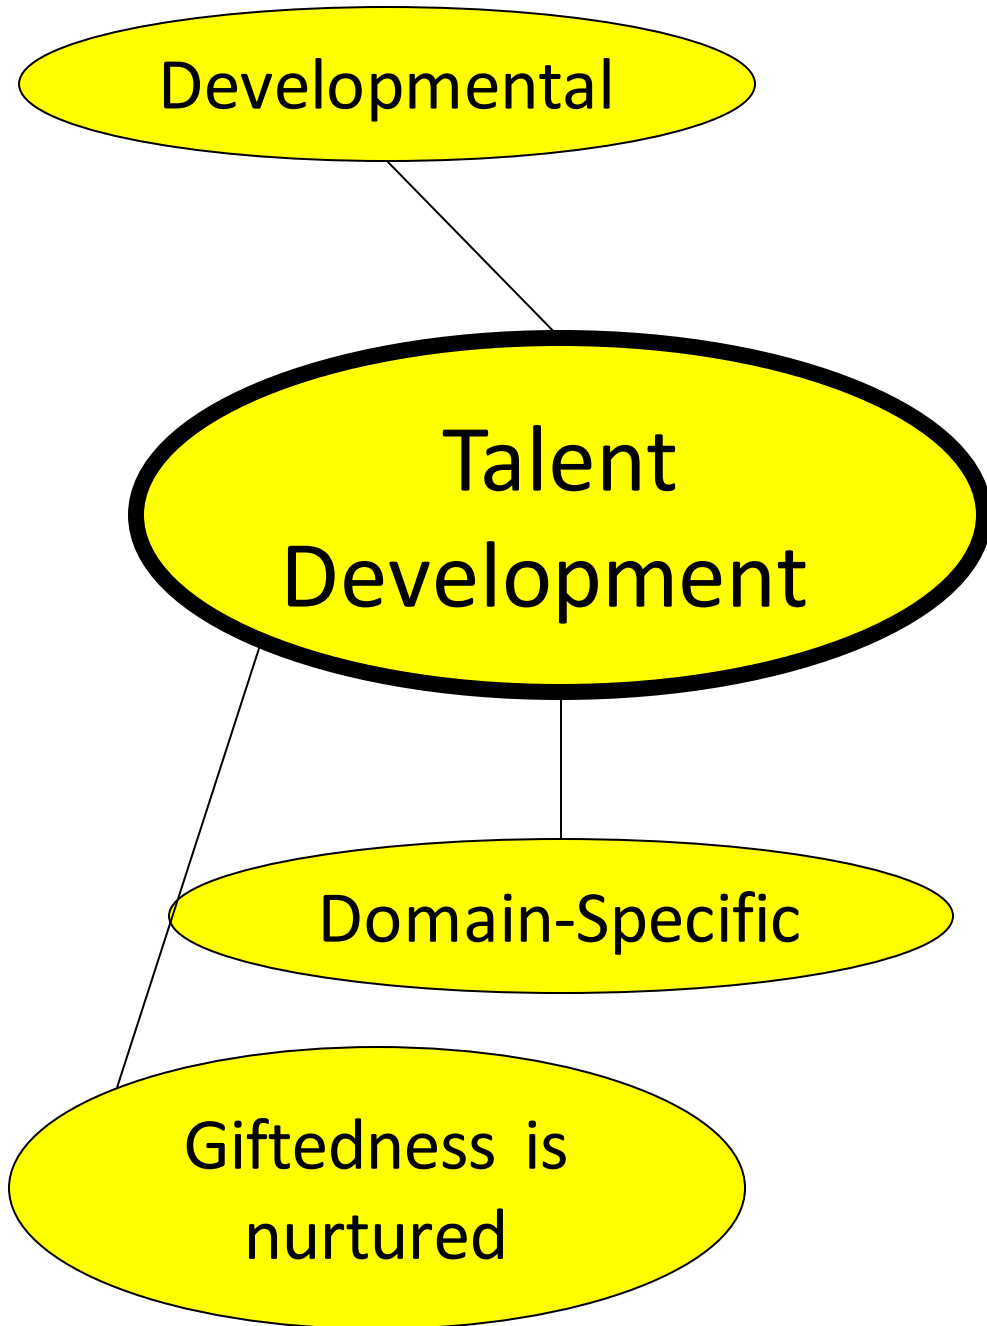 Developmental
Talent
Development
Domain-Specific
Giftedness is
nurtured